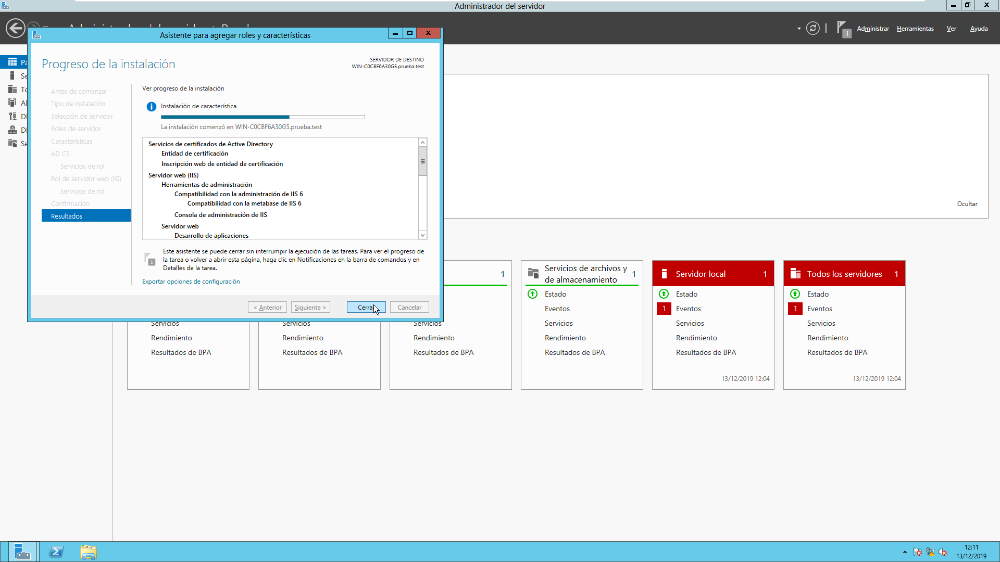 Administrador del servidor
1
Administrar
Herramientas
Ver
Ayuda
Asistente para agregar roles y características
Progreso de la instalación
SERVIDOR DE DESTINO
WIN-C0CBF6A30G5.prueba.test
Antes de comenzar
Tipo de instalación
Selección de servidor
Roles de servidor
Características
AD CS
Servicios de rol
Rol de servidor web (IIS)
Servicios de rol
Confirmación
Resultados
Ver progreso de la instalación
Instalación de característica
La instalación comenzó en WIN-C0CBF6A30G5.prueba.test
Servicios de certificados de Active Directory
Entidad de certificación
Inscripción web de entidad de certificación
Servidor web (IIS)
Herramientas de administración
Compatibilidad con la administración de IIS 6
Compatibilidad con la metabase de IIS 6
Consola de administración de IIS
Servidor web
Desarrollo de aplicaciones
1
Este asistente se puede cerrar sin interrumpir la ejecución de las tareas. Para ver el progreso de
la tarea o volver a abrir esta página, haga clic en Notificaciones en la barra de comandos y en
Detalles de la tarea.
Exportar opciones de configuración
< Anterior
Siguiente >
Cerrar
Cancelar
Ocultar
Servicios
Rendimiento
Resultados de BPA
Servicios
Rendimiento
Resultados de BPA
1
Servicios
Rendimiento
Resultados de BPA
Servicios de archivos y
de almacenamiento
1
Estado
Eventos
Servicios
Rendimiento
Resultados de BPA
Servidor local
1
Estado
1
Eventos
Servicios
Rendimiento
Resultados de BPA
13/12/2019 12:04
Todos los servidores
1
Estado
1
Eventos
Servicios
Rendimiento
Resultados de BPA
13/12/2019 12:04
12:11
13/12/2019